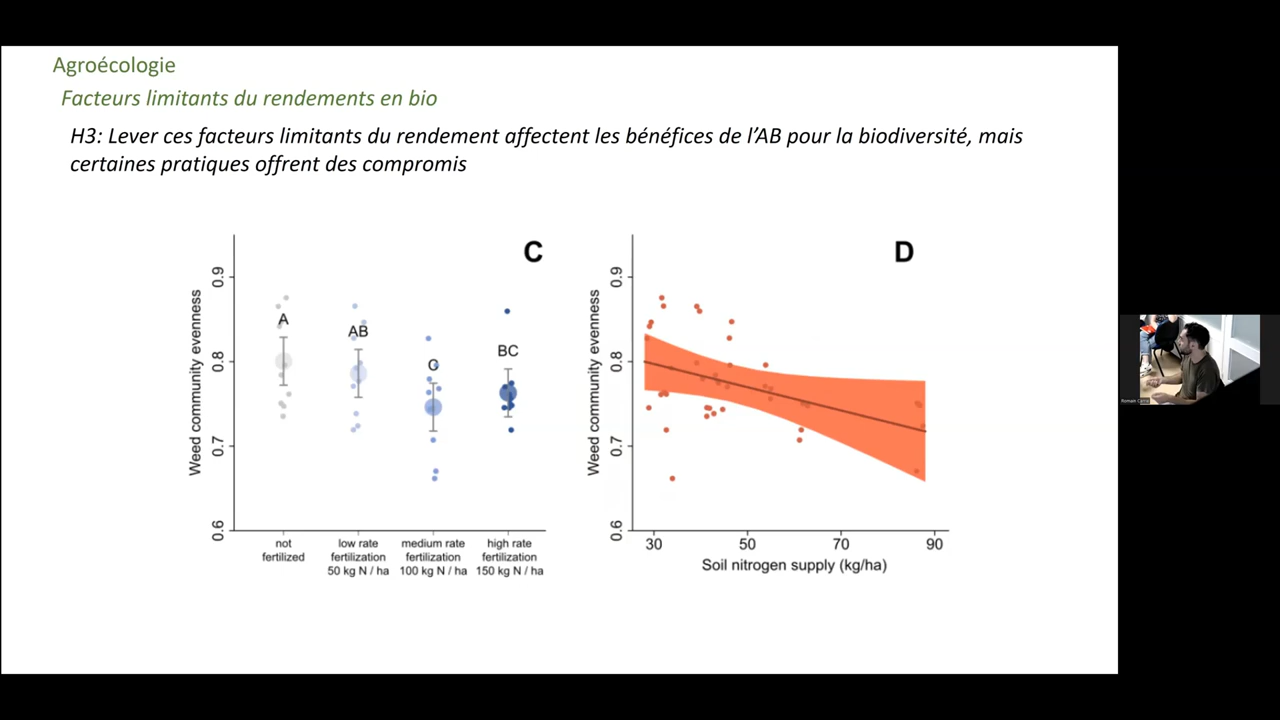 Agroécologie
Facteurs limitants du rendements en bio
H3: Lever ces facteurs limitants du rendement affectent les bénéfices de l'AB pour la biodiversité, mais
certaines pratiques offrent des compromis
C
Weed community evenness
0.9
0.8
0.7
0.6
A
AB
C
BC
not
fertilized
low rate
fertilization
50 kg N / ha
medium rate
fertilization
100 kg N / ha
high rate
fertilization
150 kg N / ha
D
Weed community evenness
0.9
0.8
0.7
0.6
30
50
70
90
Soil nitrogen supply (kg/ha)
Romain